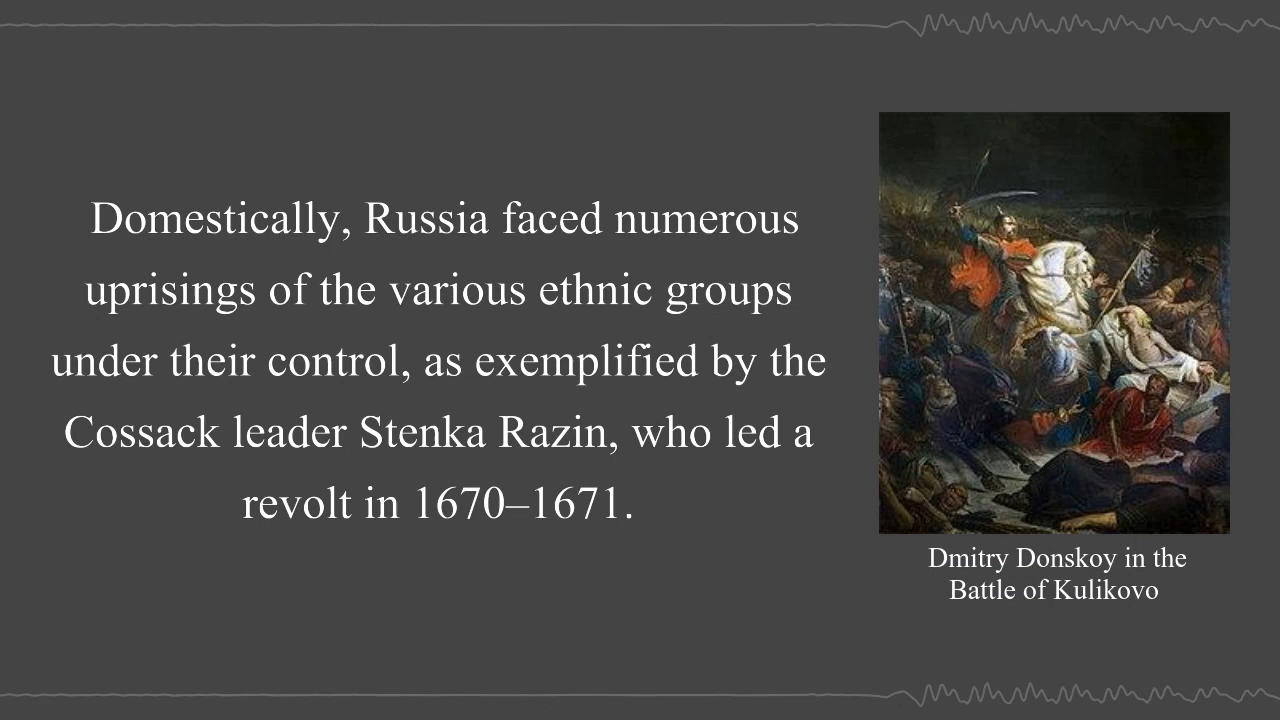 Domestically, Russia faced numerous
uprisings of the various ethnic groups
under their control, as exemplified by the
Cossack leader Stenka Razin, who led a
revolt in 1670–1671.
Dmitry Donskoy in the
Battle of Kulikovo